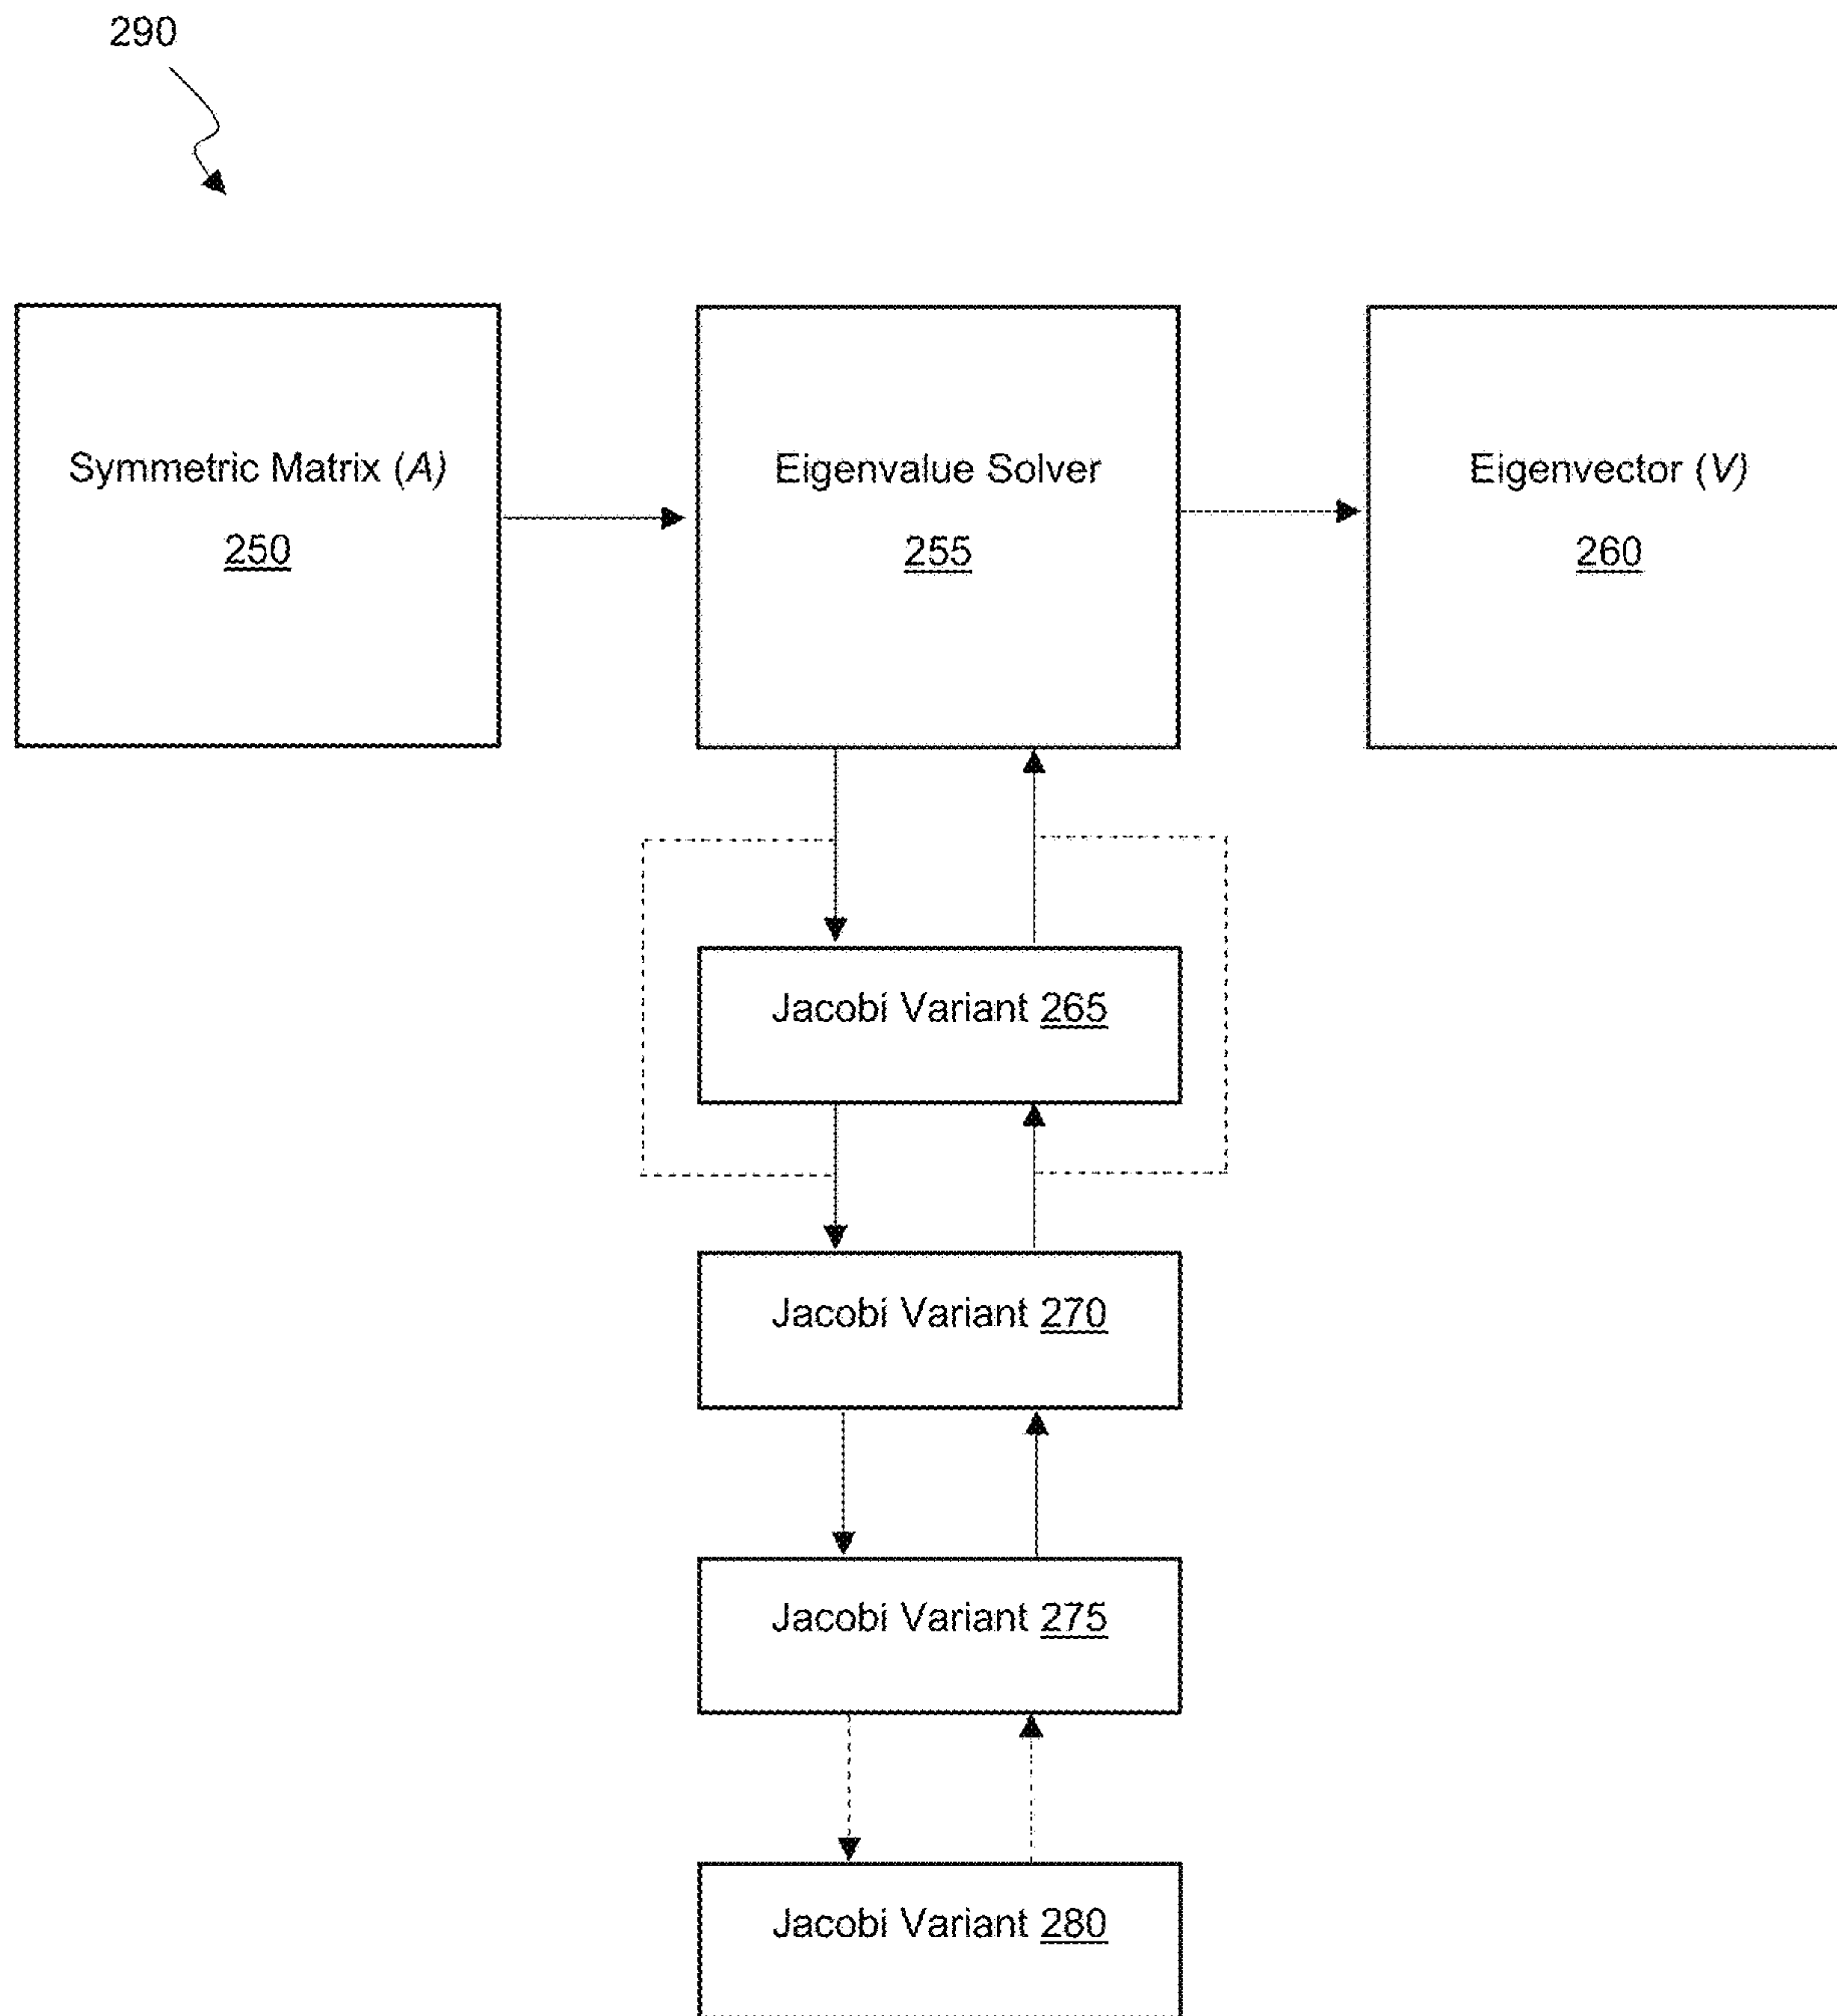 290
Symmetric Matrix (A)
250
Eigenvalue Solver
255
Eigenvector (V)
260
Jacobi Variant 265
Jacobi Variant 270
Jacobi Variant 275
Jacobi Variant 280